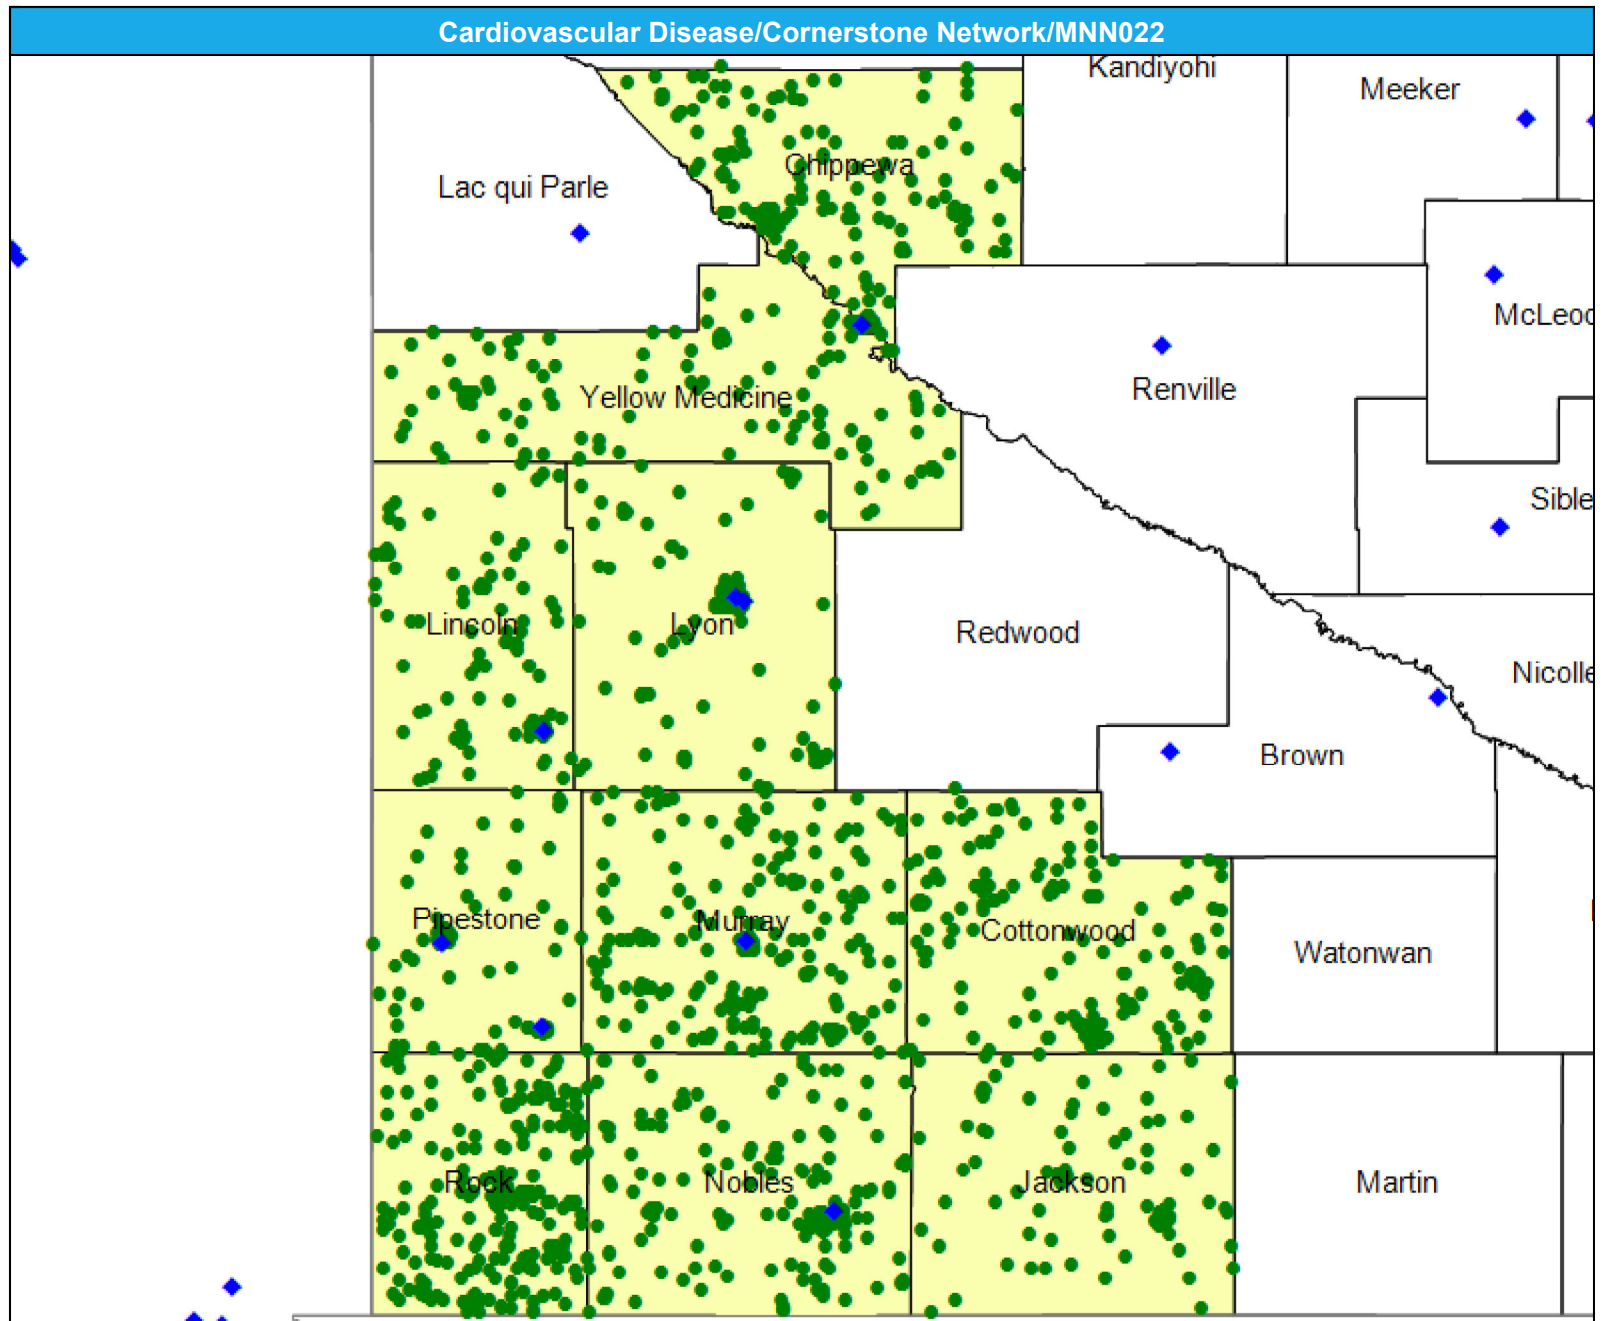 Cardiovascular Disease/Cornerstone Network/MNN022
Kandiyohi
Meeker
Chippewa
Lac qui Parle
McLeod
Renville
Yellow Medicine
Sible
Lincoln
Lyon
Redwood
Nicolle
Brown
Pipestone
Murray
Cottonwood
Watonwan
Rock
Nobles
Jackson
Martin